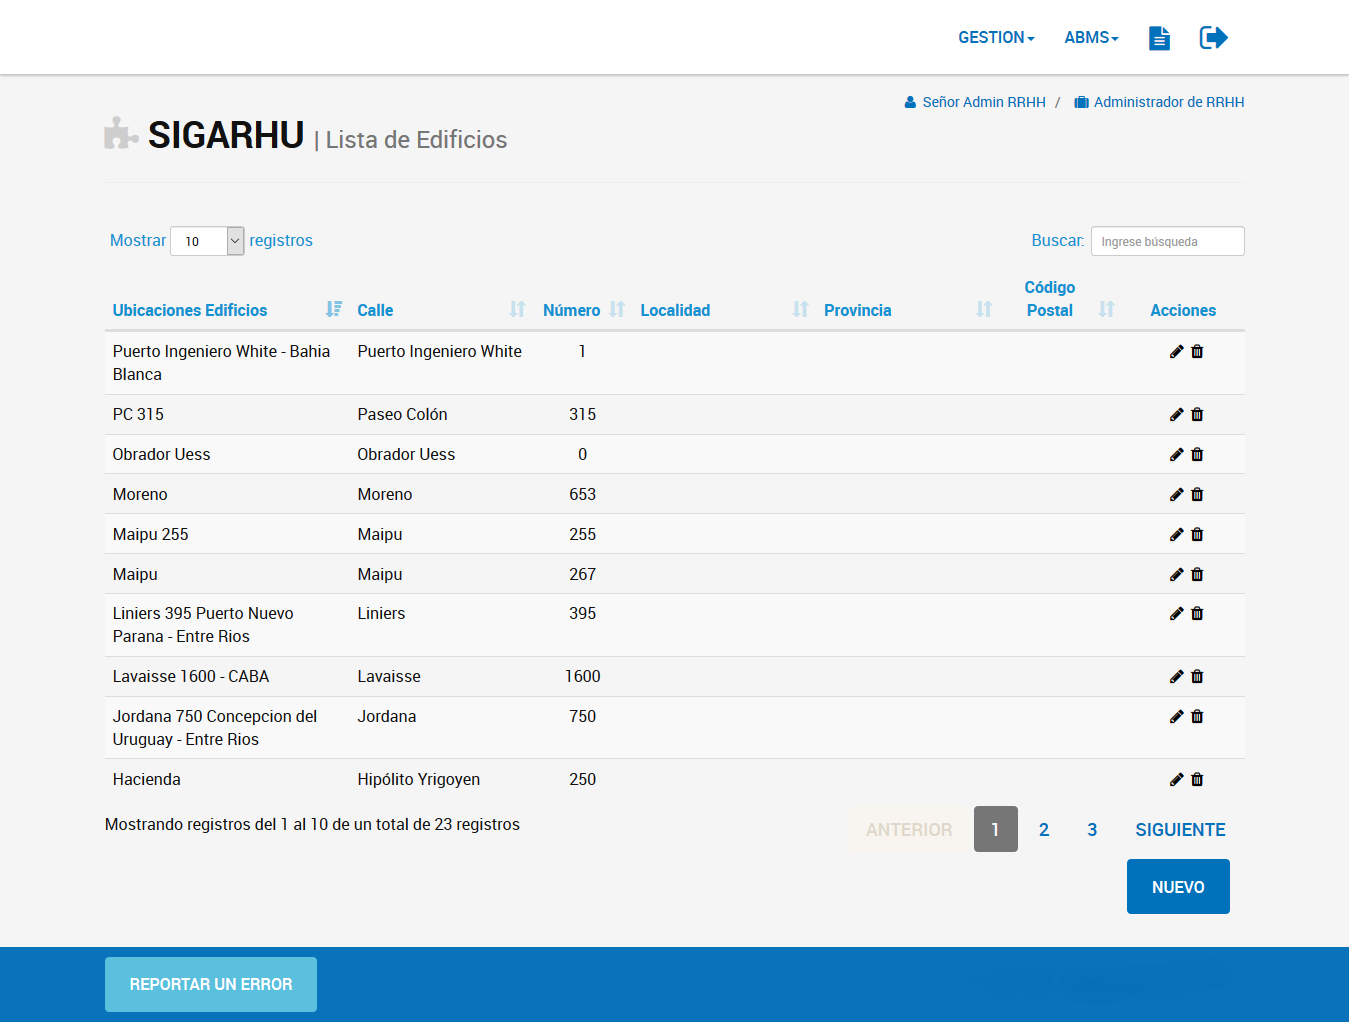 GESTION ABMS
Señor Admin RRHH / Administrador de RRHH
SIGARHU | Lista de Edificios
Mostrar 10 registros Buscar: Ingrese búsqueda
Ubicaciones Edificios Calle Número Localidad Provincia Código Postal Acciones
Puerto Ingeniero White - Bahia Blanca Puerto Ingeniero White 1
PC 315 Paseo Colón 315
Obrador Uess Obrador Uess 0
Moreno Moreno 653
Maipu 255 Maipu 255
Maipu Maipu 267
Liniers 395 Puerto Nuevo Parana - Entre Rios Liniers 395
Lavaisse 1600 - CABA Lavaisse 1600
Jordana 750 Concepcion del Uruguay - Entre Rios Jordana 750
Hacienda Hipólito Yrigoyen 250
Mostrando registros del 1 al 10 de un total de 23 registros ANTERIOR 1 2 3 SIGUIENTE
NUEVO
REPORTAR UN ERROR